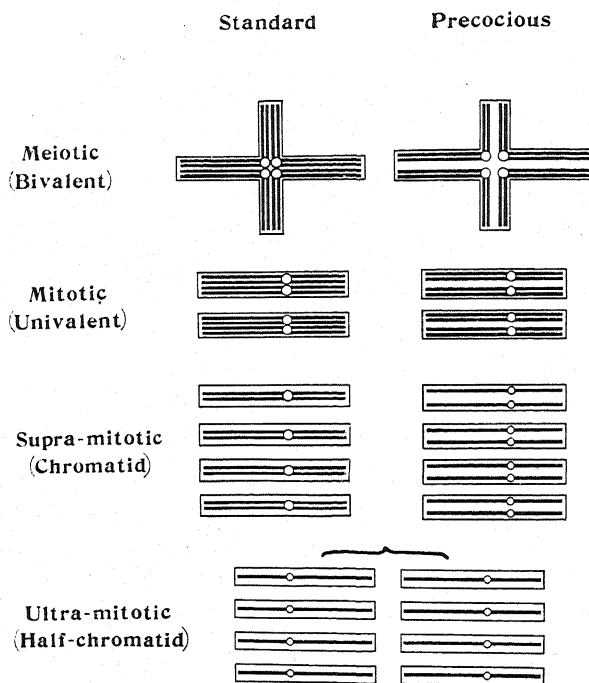 Standard
Precocious
Meiotic
(Bivalent)
Mitotic
(Univalent)
Supra-mitotic
(Chromatid)
Ultra-mitotic
(Half-chromatid)